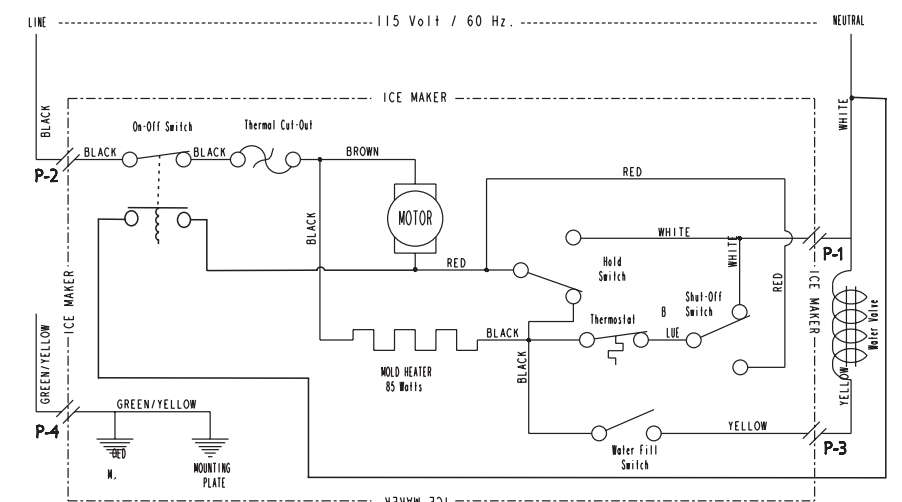 LINE 115 Volt / 60 Hz. NEUTRAL
ICE MAKER
BLACK
WHITE
On-Off Switch
Thermal Cut-Out
BLACK
BLACK
BROWN
P-2
RED
MOTOR
BLACK
WHITE
WHITE
P-1
RED
Hold
Switch
RED
ICE MAKER
ICE MAKER
Shut-Off
Switch
Thermostat
B
LUE
BLACK
Water Valve
MOLD HEATER
85 Watts
BLACK
GREEN/YELLOW
YELLOW
GREEN/YELLOW
P-4
YELLOW
P-3
Water Fill
Switch
M,
MOUNTING
PLATE
ICE MAKER